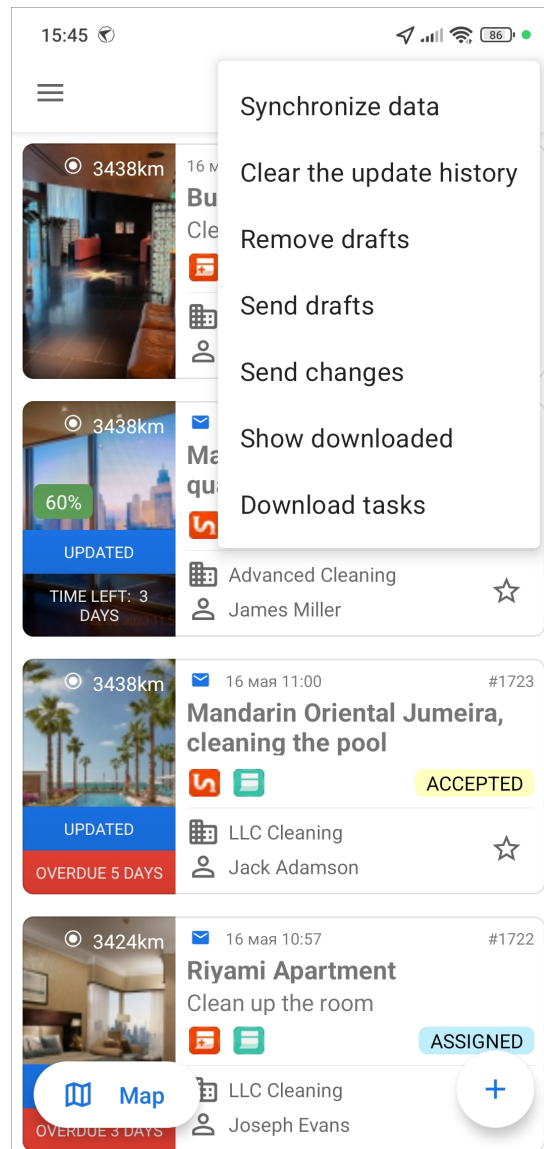 15:45
86
Synchronize data
Clear the update history
Remove drafts
Send drafts
Send changes
Show downloaded
Download tasks
3438km
16 м
Bu
Cle
3438km
Ma
qua
60%
UPDATED
TIME LEFT: 3
DAYS
Advanced Cleaning
James Miller
3438km
16 мая 11:00
#1723
Mandarin Oriental Jumeira,
cleaning the pool
ACCEPTED
UPDATED
LLC Cleaning
OVERDUE 5 DAYS
Jack Adamson
3424km
16 мая 10:57
#1722
Riyami Apartment
Clean up the room
ASSIGNED
Map
LLC Cleaning
+
OVERDUE 3 DAYS
Joseph Evans